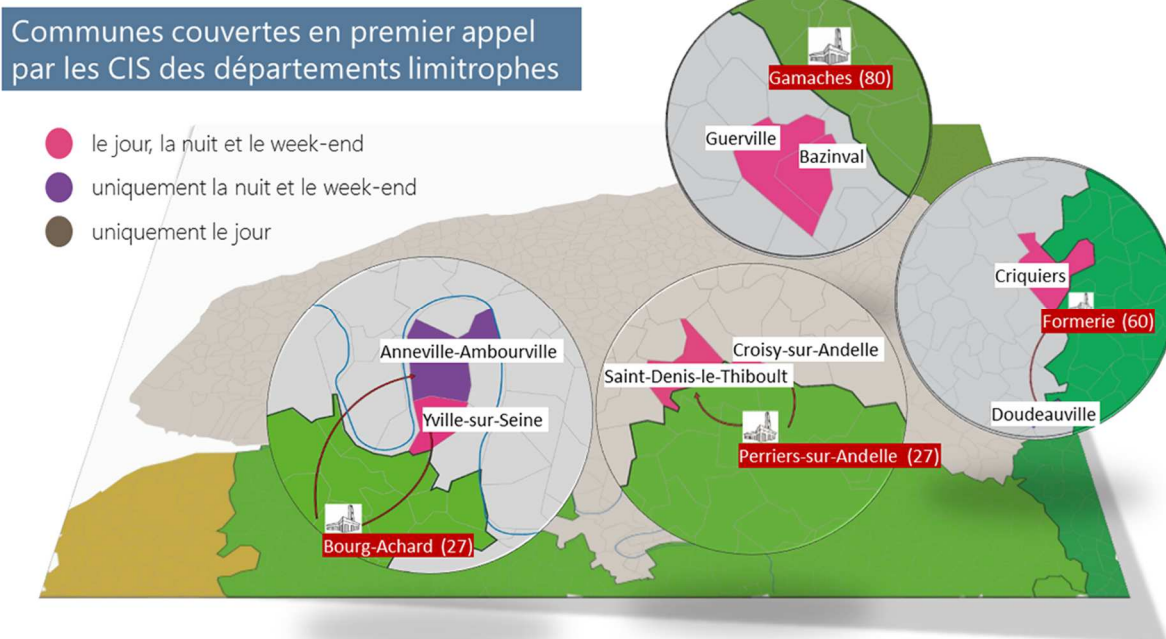 Communes couvertes en premier appel
par les CIS des départements limitrophes
le jour, la nuit et le week-end
uniquement la nuit et le week-end
uniquement le jour
Gamaches (80)
Guerville
Bazinval
Criquiers
Formerie (60)
Doudeauville
Anneville-Ambourville
Yville-sur-Seine
Bourg-Achard (27)
Croisy-sur-Andelle
Saint-Denis-le-Thiboult
Perriers-sur-Andelle (27)